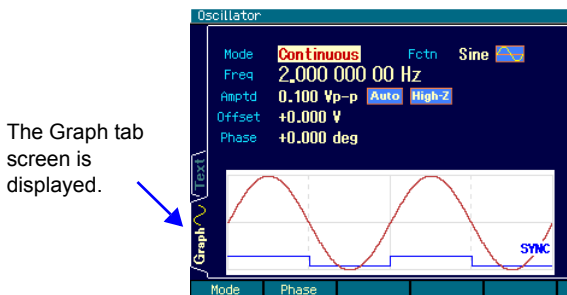 Oscillator
Mode Continuous Fctn Sine
Freq 2.000 000 00 Hz
Amptd 0.100 Vp-p Auto High-Z
Offset +0.000 V
Phase +0.000 deg
The Graph tab
screen is
displayed.
Text
Graph
SYNC
Mode Phase